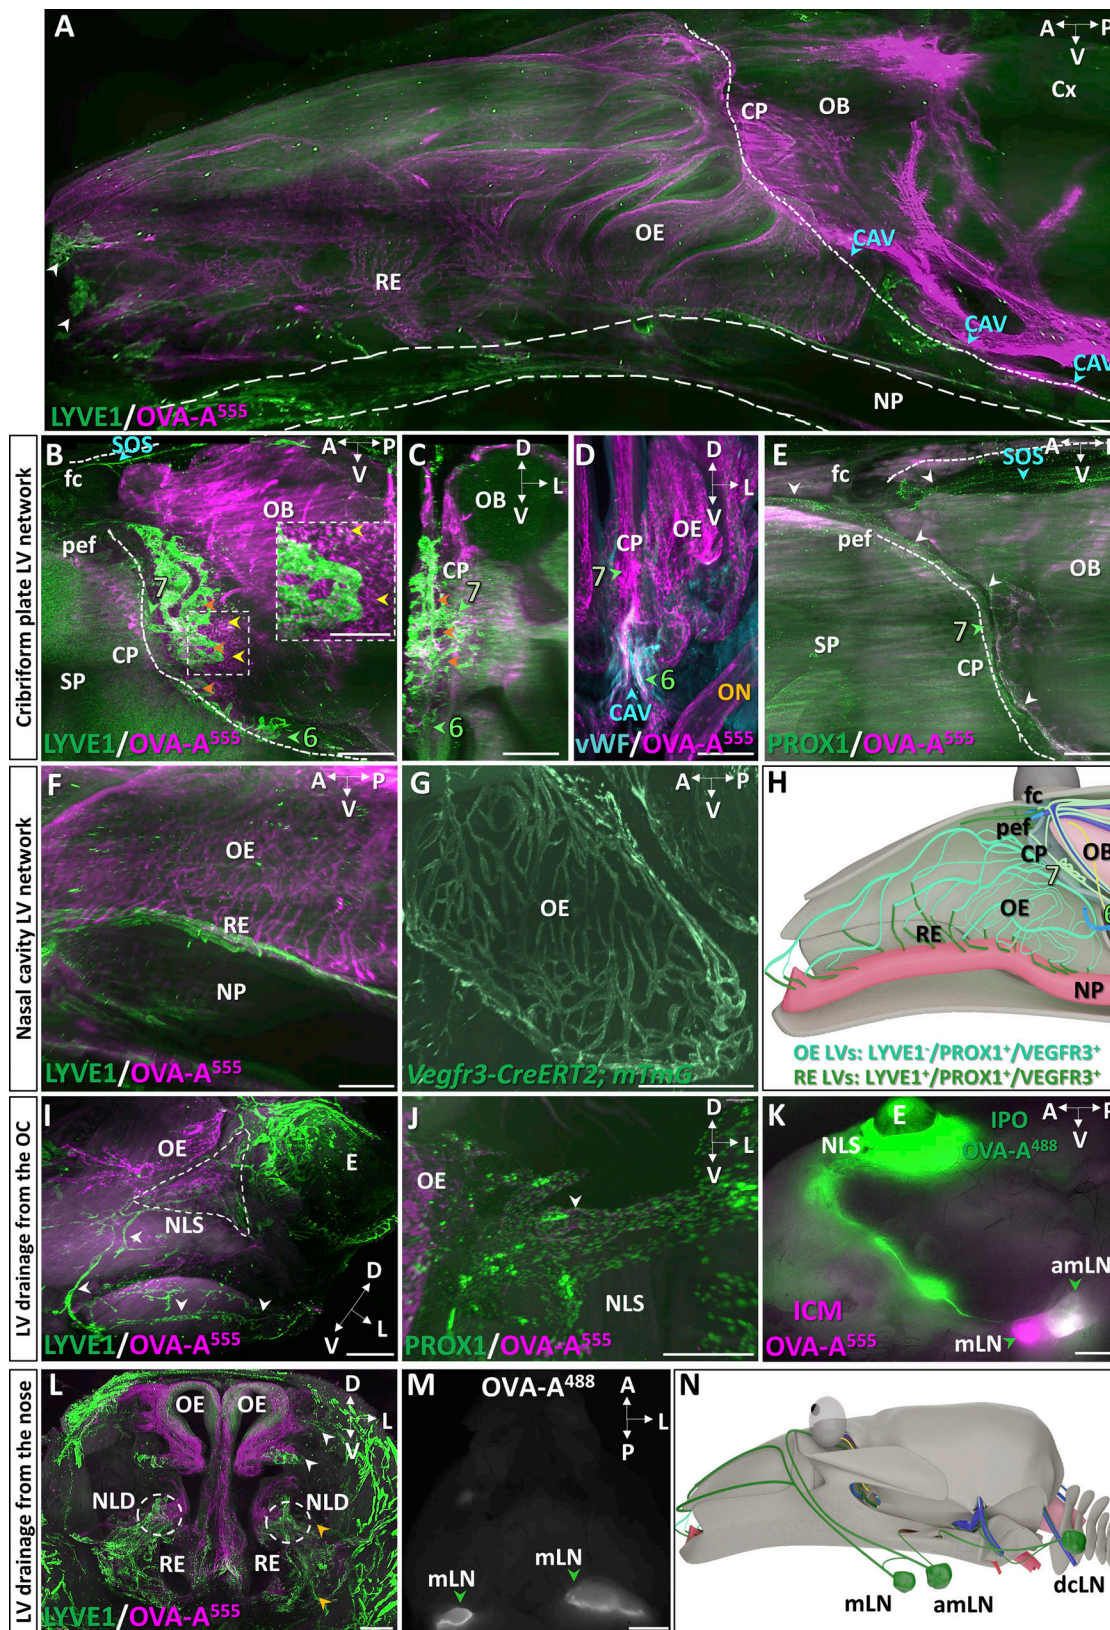 A
A P
V
Cx
OB
CP
OE
CAV
RE
CAV
CAV
NP
LYVE1/OVA-A555
Cribriform plate LV network
B
SOS
A P
V
fc
OB
pef
7
CP
SP
6
LYVE1/OVA-A555
C
D
L
V
OB
CP
7
6
D
D
L
V
OE
CP
7
6
ON
CAV
vWF/OVA-A555
E
A
V
SOS
fc
pef
OB
7
SP
CP
PROX1/OVA-A555
Nasal cavity LV network
F
A P
V
OE
RE
NP
LYVE1/OVA-A555
G
A P
V
OE
Vegfr3-CreERT2; mTmG
H
fc
pef
CP
OB
7
OE
6
RE
NP
OE LVs: LYVE1-/PROX1+/VEGFR3+
RE LVs: LYVE1+/PROX1+/VEGFR3+
LV drainage from the OC
I
OE
E
NLS
D
L
V
LYVE1/OVA-A555
J
D
L
V
OE
NLS
PROX1/OVA-A555
K
E
IPO
A P
V
NLS
OVA-A488
amLN
ICM
OVA-A555
mLN
LV drainage from the nose
L
OE OE
D
L
V
NLD NLD
RE RE
LYVE1/OVA-A555
M
OVA-A488
A
L
P
mLN
mLN
N
dcLN
mLN amLN